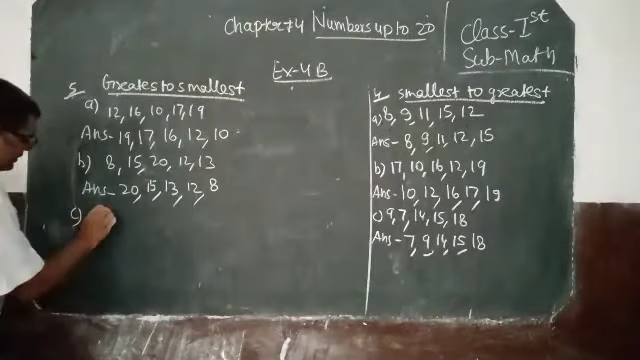 Chapter 4 Numbers up to 20
Class-Ist
Sub-Math
Ex-4B
5. Greates to smallest
a) 12, 16, 10, 17, 19
Ans- 19, 17, 16, 12, 10
b) 8, 15, 20, 12, 13
Ans- 20, 15, 13, 12, 8
4. smallest to greatest
a) 8, 9, 11, 15, 12
Ans- 8, 9, 11, 12, 15
b) 17, 10, 16, 12, 19
Ans- 10, 12, 16, 17, 19
c) 9, 7, 14, 15, 18
Ans- 7, 9, 14, 15, 18